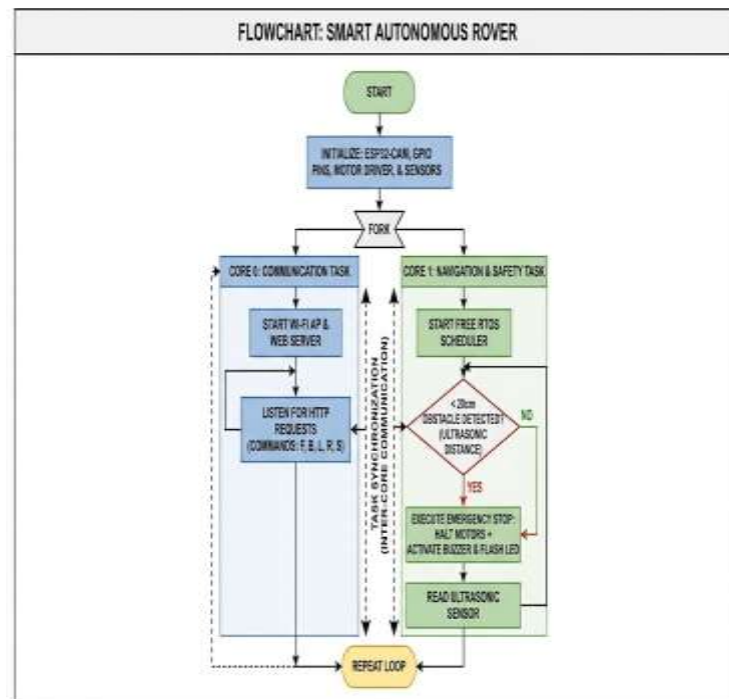 FLOWCHART: SMART AUTONOMOUS ROVER
START
INITIALIZE: ESP32-CAM, GPIO
PINS, MOTOR DRIVER, & SENSORS
FORK
CORE 0: COMMUNICATION TASK
START WI-FI AP &
WEB SERVER
LISTEN FOR HTTP
REQUESTS
(COMMANDS: F, B, L, R, S)
TASK SYNCHRONIZATION
(INTER-CORE COMMUNICATION)
CORE 1: NAVIGATION & SAFETY TASK
START FREE RTOS
SCHEDULER
< 20cm
OBSTACLE DETECTED?
(ULTRASONIC
DISTANCE)
NO
YES
EXECUTE EMERGENCY STOP:
HALT MOTORS +
ACTIVATE BUZZER & FLASH LED
READ ULTRASONIC
SENSOR
REPEAT LOOP